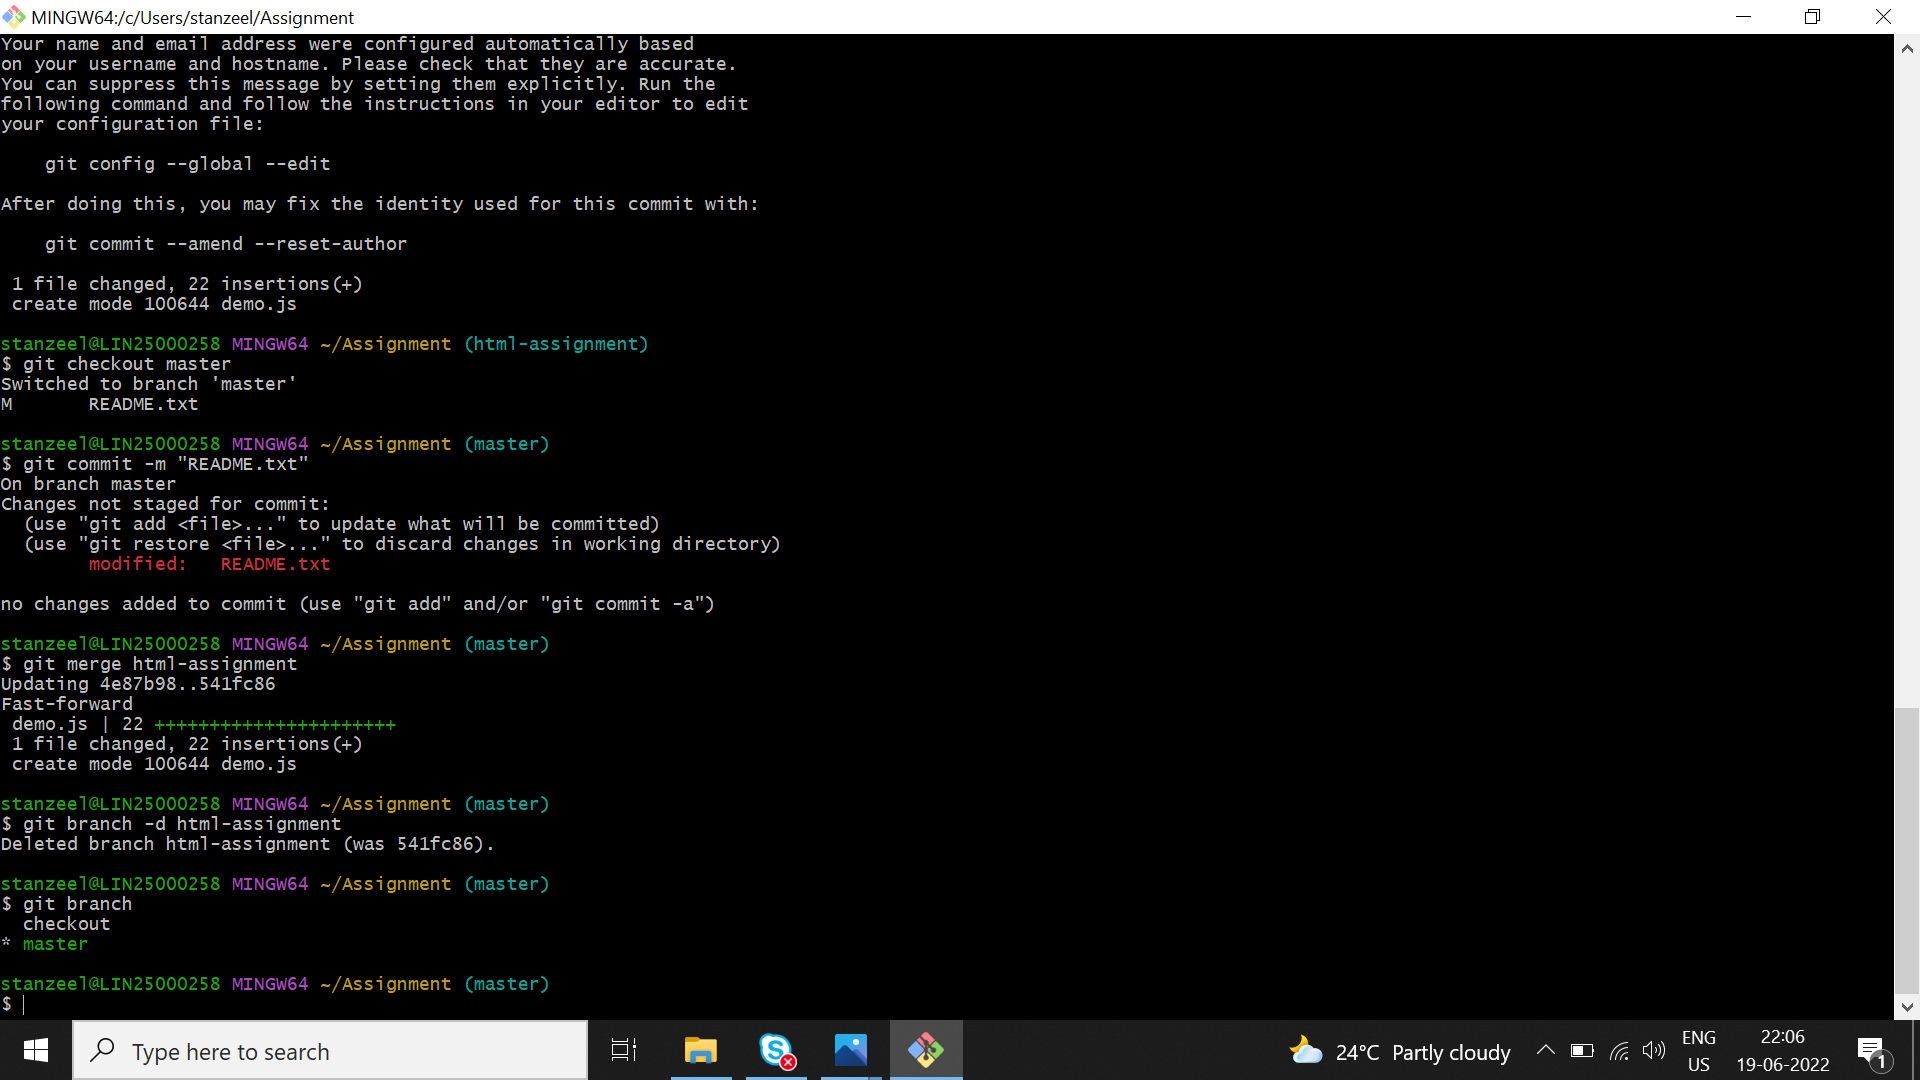 MINGW64:/c/Users/stanzeel/Assignment
Your name and email address were configured automatically based
on your username and hostname. Please check that they are accurate.
You can suppress this message by setting them explicitly. Run the
following command and follow the instructions in your editor to edit
your configuration file:
git config --global --edit
After doing this, you may fix the identity used for this commit with:
git commit --amend --reset-author
1 file changed, 22 insertions(+)
create mode 100644 demo.js
stanzeel@LIN25000258 MINGW64 ~/Assignment (html-assignment)
$ git checkout master
Switched to branch 'master'
M       README.txt
stanzeel@LIN25000258 MINGW64 ~/Assignment (master)
$ git commit -m "README.txt"
On branch master
Changes not staged for commit:
(use "git add <file>..." to update what will be committed)
(use "git restore <file>..." to discard changes in working directory)
modified:   README.txt
no changes added to commit (use "git add" and/or "git commit -a")
stanzeel@LIN25000258 MINGW64 ~/Assignment (master)
$ git merge html-assignment
Updating 4e87b98..541fc86
Fast-forward
demo.js | 22 ++++++++++++++++++++++
1 file changed, 22 insertions(+)
create mode 100644 demo.js
stanzeel@LIN25000258 MINGW64 ~/Assignment (master)
$ git branch -d html-assignment
Deleted branch html-assignment (was 541fc86).
stanzeel@LIN25000258 MINGW64 ~/Assignment (master)
$ git branch
checkout
* master
stanzeel@LIN25000258 MINGW64 ~/Assignment (master)
$
Type here to search
24°C Partly cloudy
ENG
US
22:06
19-06-2022
1